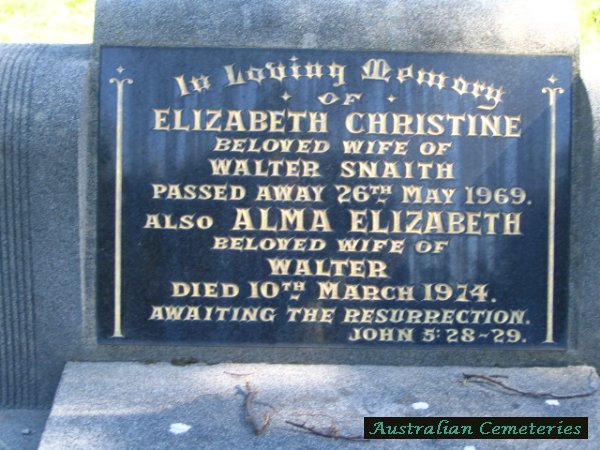 In Loving Memory
OF
ELIZABETH CHRISTINE
BELOVED WIFE OF
WALTER SNAITH
PASSED AWAY 26TH MAY 1969.
ALSO ALMA ELIZABETH
BELOVED WIFE OF
WALTER
DIED 10TH MARCH 1974.
AWAITING THE RESURRECTION.
JOHN 5:28~29.
Australian Cemeteries